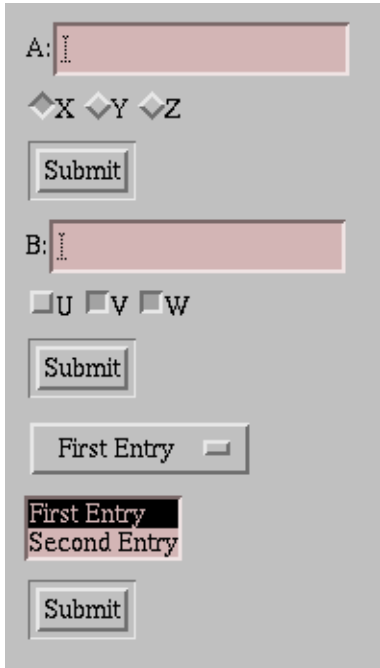 A:
X Y Z
Submit
B:
U V W
Submit
First Entry
First Entry
Second Entry
Submit